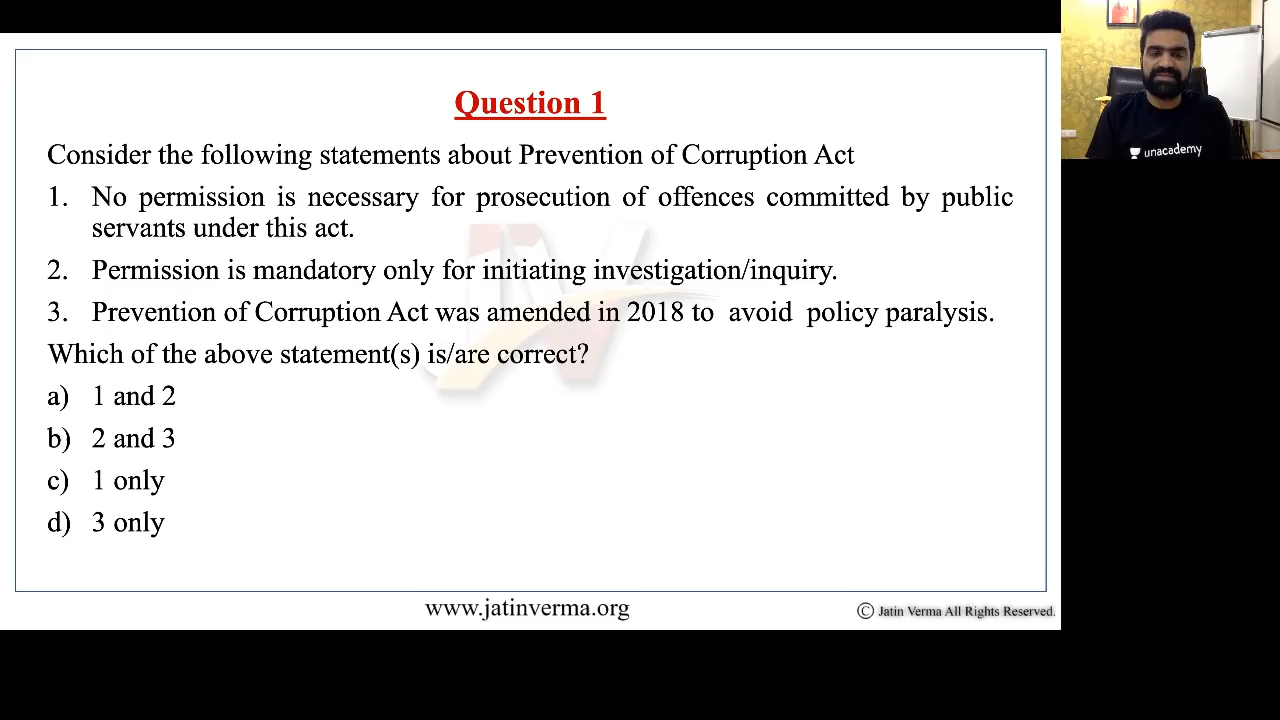 Question 1
Consider the following statements about Prevention of Corruption Act
1. No permission is necessary for prosecution of offences committed by public
servants under this act.
2. Permission is mandatory only for initiating investigation/inquiry.
3. Prevention of Corruption Act was amended in 2018 to avoid policy paralysis.
Which of the above statement(s) is/are correct?
a) 1 and 2
b) 2 and 3
c) 1 only
d) 3 only
www.jatinverma.org
© Jatin Verma All Rights Reserved.
unacademy